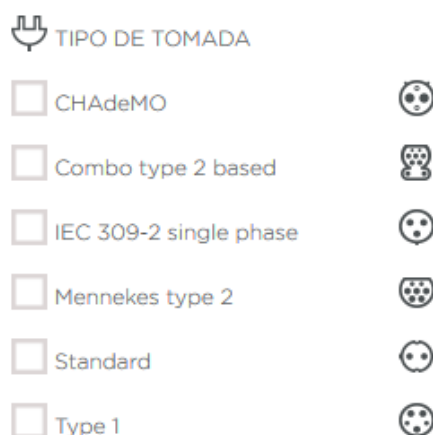 TIPO DE TOMADA
CHAdeMO
Combo type 2 based
IEC 309-2 single phase
Mennekes type 2
Standard
Type 1